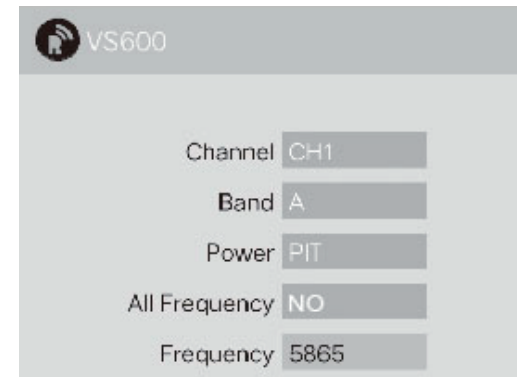 VS600
Channel CH1
Band A
Power PIT
All Frequency NO
Frequency 5865